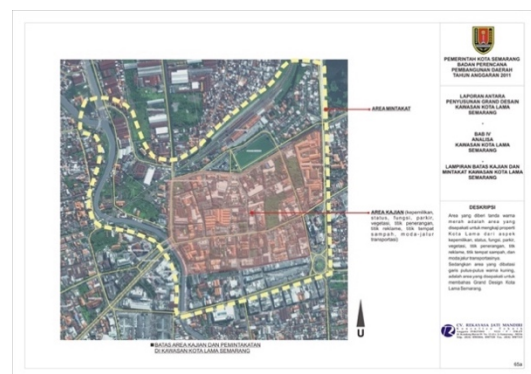 PEMERINTAH KOTA SEMARANG
BADAN PERENCANA
PEMBANGUNAN DAERAH
TAHUN ANGGARAN 2011
LAPORAN ANTARA
PENYUSUNAN GRAND DESAIN
KAWASAN KOTA LAMA
SEMARANG
BAB IV
ANALISA
KAWASAN KOTA LAMA
SEMARANG
LAMPIRAN BATAS KAJIAN DAN
MINTAKAT KAWASAN KOTA LAMA
SEMARANG
AREA MINTAKAT
AREA KAJIAN (kepemilikan,
status, fungsi, parkir,
vegetasi, titik penerangan,
titik reklame, titik tempat
sampah, moda-jalur
transportasi)
DESKRIPSI
Area yang diberi tanda warna
merah adalah area yang
disepakati untuk mengkaji properti
Kota Lama dari aspek
kepemilikan, status, fungsi, parkir,
vegetasi, titik penerangan, titik
reklame, titik tempat sampah, dan
moda jalur transportasi
Sedangkan area yang dibatasi
garis putus-putus warna kuning,
adalah area yang disepakati untuk
membahas Grand Design Kota
Lama Semarang
U
BATAS AREA KAJIAN DAN PEMINTAKATAN
DI KAWASAN KOTA LAMA SEMARANG
CV. REKAYASA JATI MANDIRI